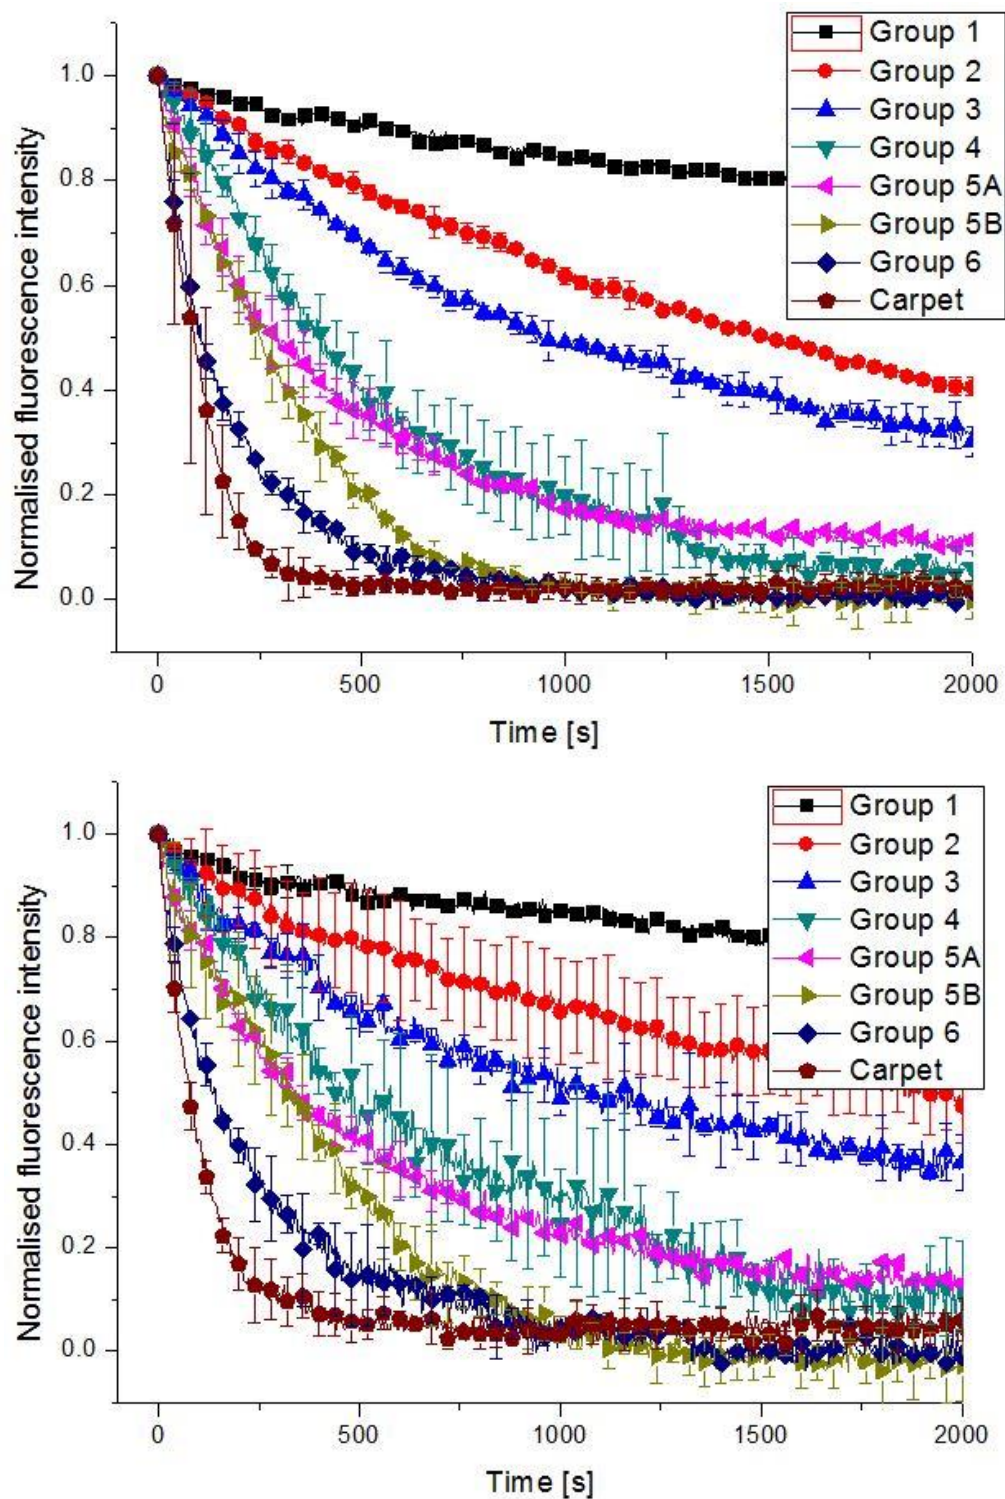 Group 1
Group 2
Group 3
Group 4
Group 5A
Group 5B
Group 6
Carpet
Normalised fluorescence intensity
1.0
0.8
0.6
0.4
0.2
0.0
0 500 1000 1500 2000
Time [s]
Group 1
Group 2
Group 3
Group 4
Group 5A
Group 5B
Group 6
Carpet
Normalised fluorescence intensity
1.0
0.8
0.6
0.4
0.2
0.0
0 500 1000 1500 2000
Time [s]